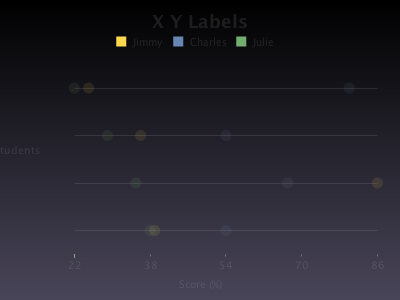 X Y Labels
Jimmy Charles Julie
tudents
22 38 54 70 86
Score (U)